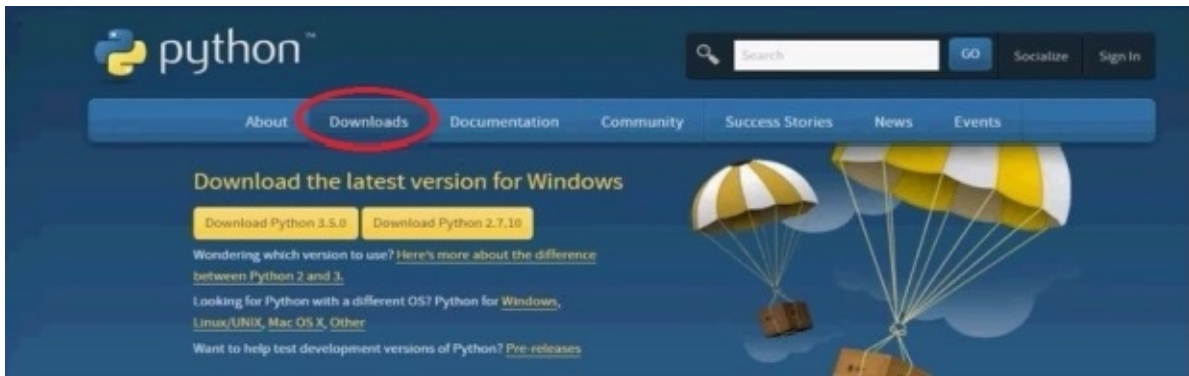 python™
Search GO Socialize Sign In
About Downloads Documentation Community Success Stories News Events
Download the latest version for Windows
Download Python 3.5.0 Download Python 2.7.10
Wondering which version to use? Here's more about the difference
between Python 2 and 3.
Looking for Python with a different OS? Python for Windows,
Linux/UNIX, Mac OS X, Other
Want to help test development versions of Python? Pre-releases